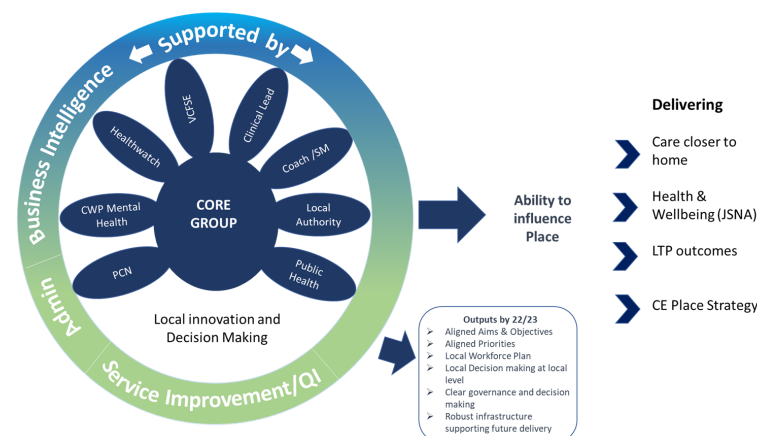 Supported by
Business Intelligence
Admin
Service Improvement/QI
VCFSE
Clinical Lead
Healthwatch
Coach /SM
CWP Mental
Health
CORE
GROUP
Local
Authority
PCN
Public
Health
Local innovation and
Decision Making
Ability to
influence
Place
Delivering
Care closer to
home
Health &
Wellbeing (JSNA)
LTP outcomes
CE Place Strategy
Outputs by 22/23
Aligned Aims & Objectives
Aligned Priorities
Local Workforce Plan
Local Decision making at local
level
Clear governance and decision
making
Robust infrastructure
supporting future delivery